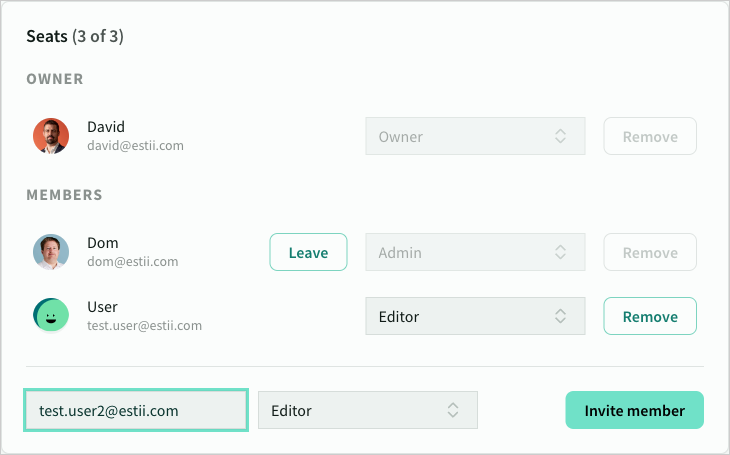 Seats (3 of 3)
OWNER
David
david@estii.com
Owner
Remove
MEMBERS
Dom
dom@estii.com
Leave
Admin
Remove
User
test.user@estii.com
Editor
Remove
test.user2@estii.com
Editor
Invite member